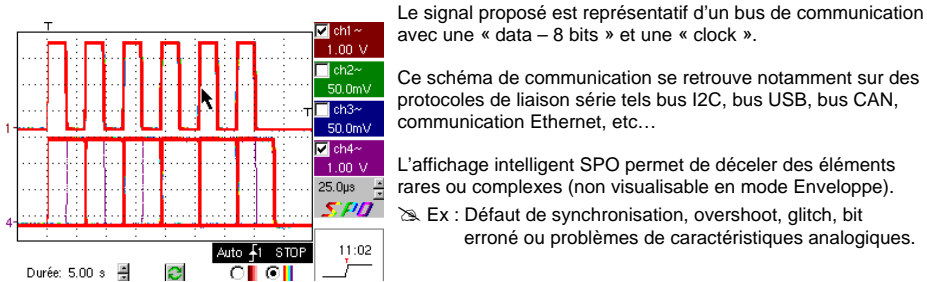 T
1
4
T
ch1 ~
1.00 V
ch2~
50.0mV
ch3~
50.0mV
ch4~
1.00 V
25.0µs
SPO
Auto 1 STOP
11:02
Durée: 5.00 s
Le signal proposé est représentatif d'un bus de communication
avec une « data – 8 bits » et une « clock ».
Ce schéma de communication se retrouve notamment sur des
protocoles de liaison série tels bus I2C, bus USB, bus CAN,
communication Ethernet, etc…
L'affichage intelligent SPO permet de déceler des éléments
rares ou complexes (non visualisable en mode Enveloppe).
Ex : Défaut de synchronisation, overshoot, glitch, bit
erroné ou problèmes de caractéristiques analogiques.